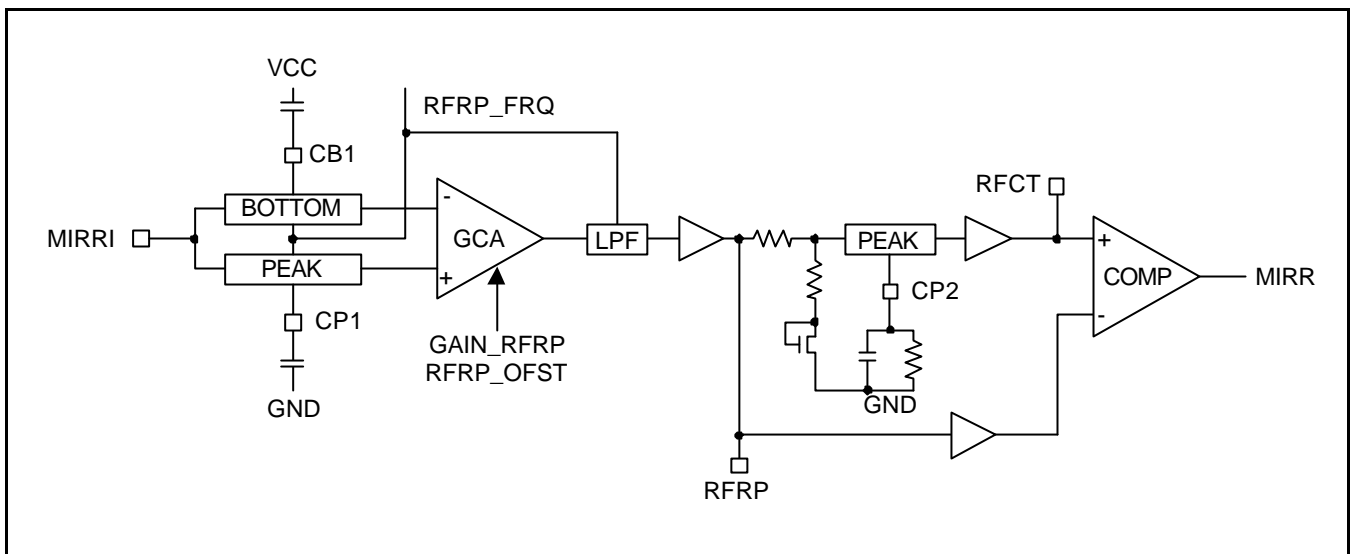 VCC
RFRP_FRQ
CB1
RFCT
BOTTOM
-
+
MIRRI
GCA
LPF
PEAK
COMP
MIRR
PEAK
+
CP2
-
CP1
GAIN_RFRP
RFRP_OFST
GND
GND
RFRP